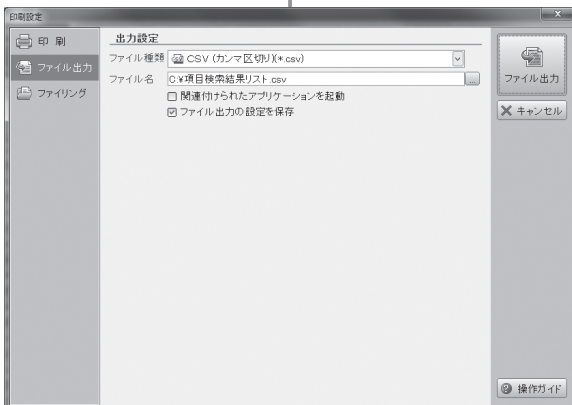 印刷設定
印 刷
ファイル出力
ファイリング
出力設定
ファイル種類 CSV (カンマ区切り)(*.csv)
ファイル名 C:¥項目検索結果リスト.csv ...
関連付けられたアプリケーションを起動
ファイル出力の設定を保存
ファイル出力
キャンセル
操作ガイド